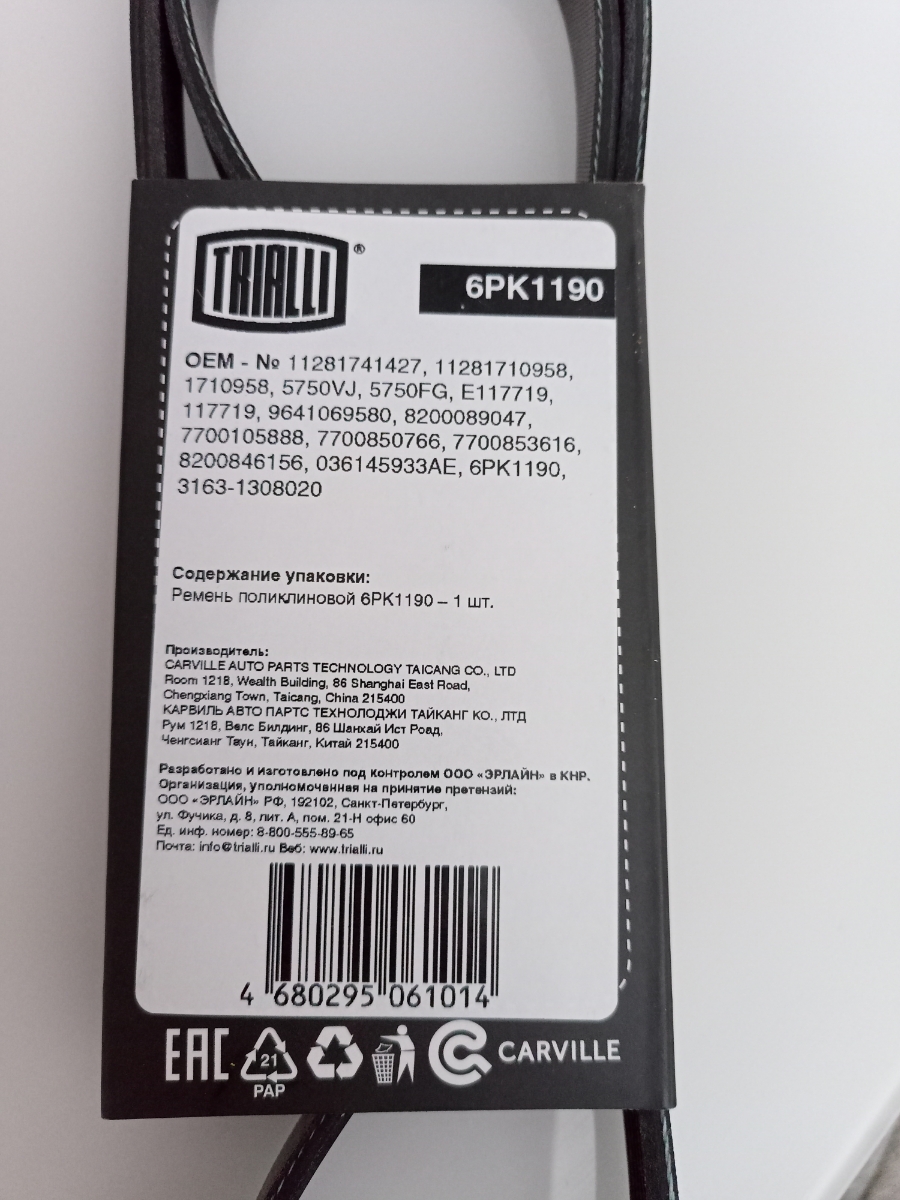 TRIALLI ®
6PK1190
OEM - № 11281741427, 11281710958,
1710958, 5750VJ, 5750FG, E117719,
117719, 9641069580, 8200089047,
7700105888, 7700850766, 7700853616,
8200846156, 036145933AE, 6PK1190,
3163-1308020
Содержание упаковки:
Ремень поликлиновой 6PK1190 – 1 шт.
Производитель:
CARVILLE AUTO PARTS TECHNOLOGY TAICANG CO., LTD
Room 1218, Wealth Building, 86 Shanghai East Road,
Chengxiang Town, Taicang, China 215400
КАРВИЛЬ АВТО ПАРТС ТЕХНОЛОДЖИ ТАЙКАНГ КО., ЛТД
Рум 1218, Велс Билдинг, 86 Шанхай Ист Роад,
Ченгсианг Таун, Тайканг, Китай 215400
Разработано и изготовлено под контролем ООО «ЭРЛАЙН» в КНР.
Организация, уполномоченная на принятие претензий:
ООО «ЭРЛАЙН» РФ, 192102, Санкт-Петербург,
ул. Фучика, д. 8, лит. А, пом. 21-Н офис 60
Ед. инф. номер: 8-800-555-89-65
Почта: info@trialli.ru Веб: www.trialli.ru
4 680295 061014
EAC 21 CARVILLE
PAP